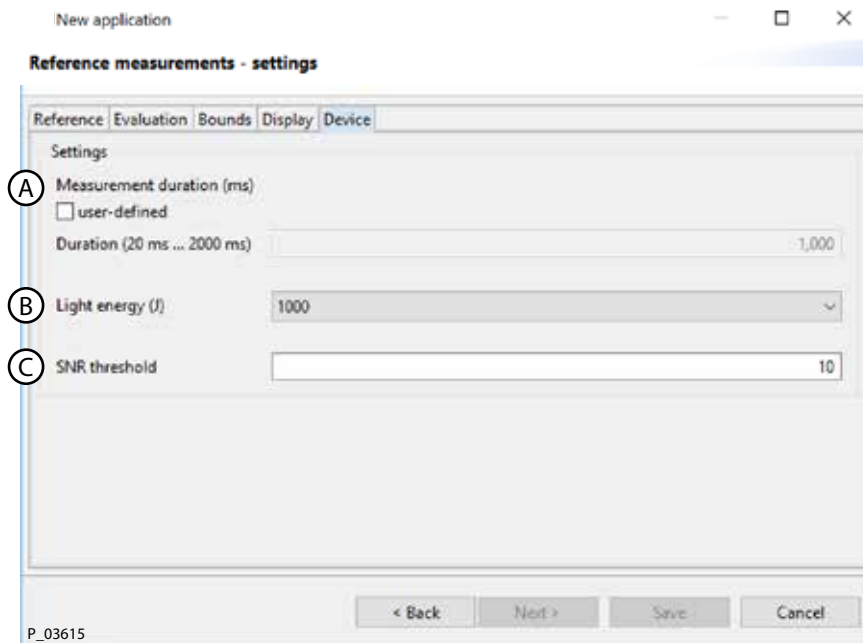 New application
Reference measurements - settings
Reference Evaluation Bounds Display Device
Settings
A Measurement duration (ms)
user-defined
Duration (20 ms ... 2000 ms) 1,000
B Light energy (J) 1000
C SNR threshold 10
< Back Next > Save Cancel
P_03615